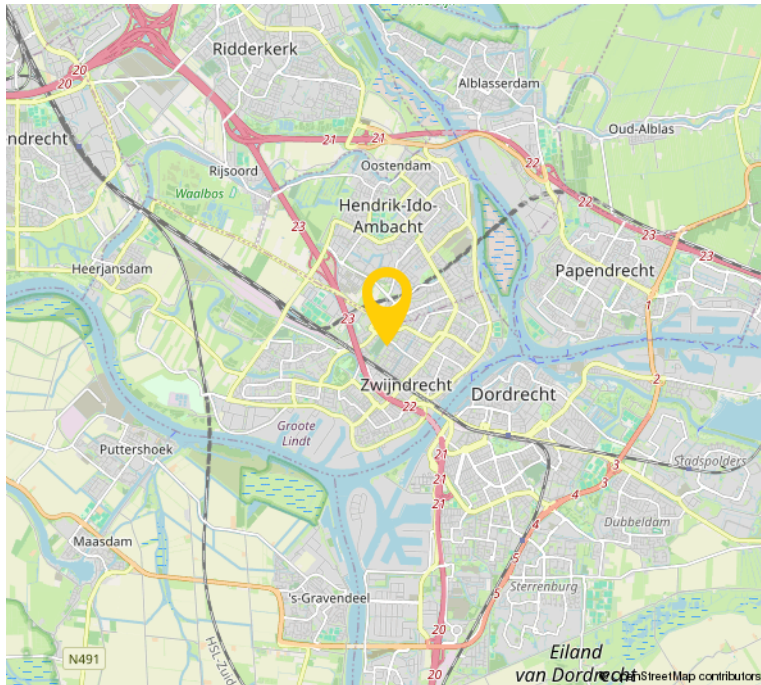 Ridderkerk
20
20
20
Alblasserdam
ndrecht
21
21
Oud-Alblas
Oostendam
22
Rijsoord
Waalbos
22
Hendrik-Ido-
Ambacht
23
23
23
Heerjansdam
Papendrecht
1
23
2
Zwijndrecht
Dordrecht
22
Groote
Lindt
Puttershoek
21
Stadspolders
3
21
3
4
21
4
Dubbeldam
Maasdam
5
Sterrenburg
5
's-Gravendeel
20
HSL-Zuid
N491
Eiland
van Dordrecht
20
© OpenStreetMap contributors